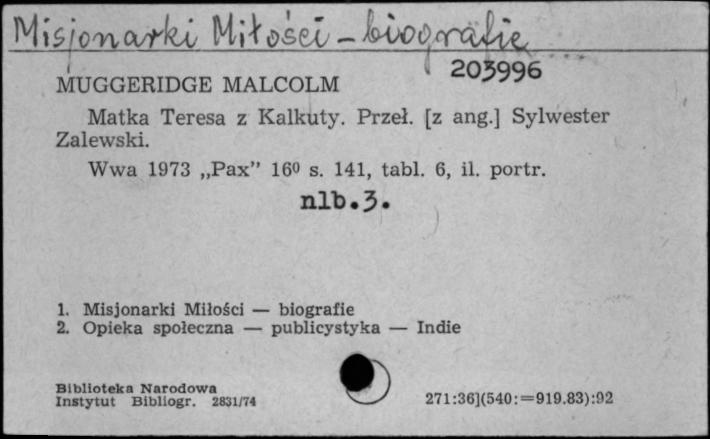 Misjonarki Miłości – biografie
203996
MUGGERIDGE MALCOLM
Matka Teresa z Kalkuty. Przeł. [z ang.] Sylwester
Zalewski.
Wwa 1973 „Pax” 16⁰ s. 141, tabl. 6, il. portr.
nlb.3.
1. Misjonarki Miłości — biografie
2. Opieka społeczna — publicystyka — Indie
Biblioteka Narodowa
Instytut Bibliogr. 2831/74
271:36](540:=919.83):92